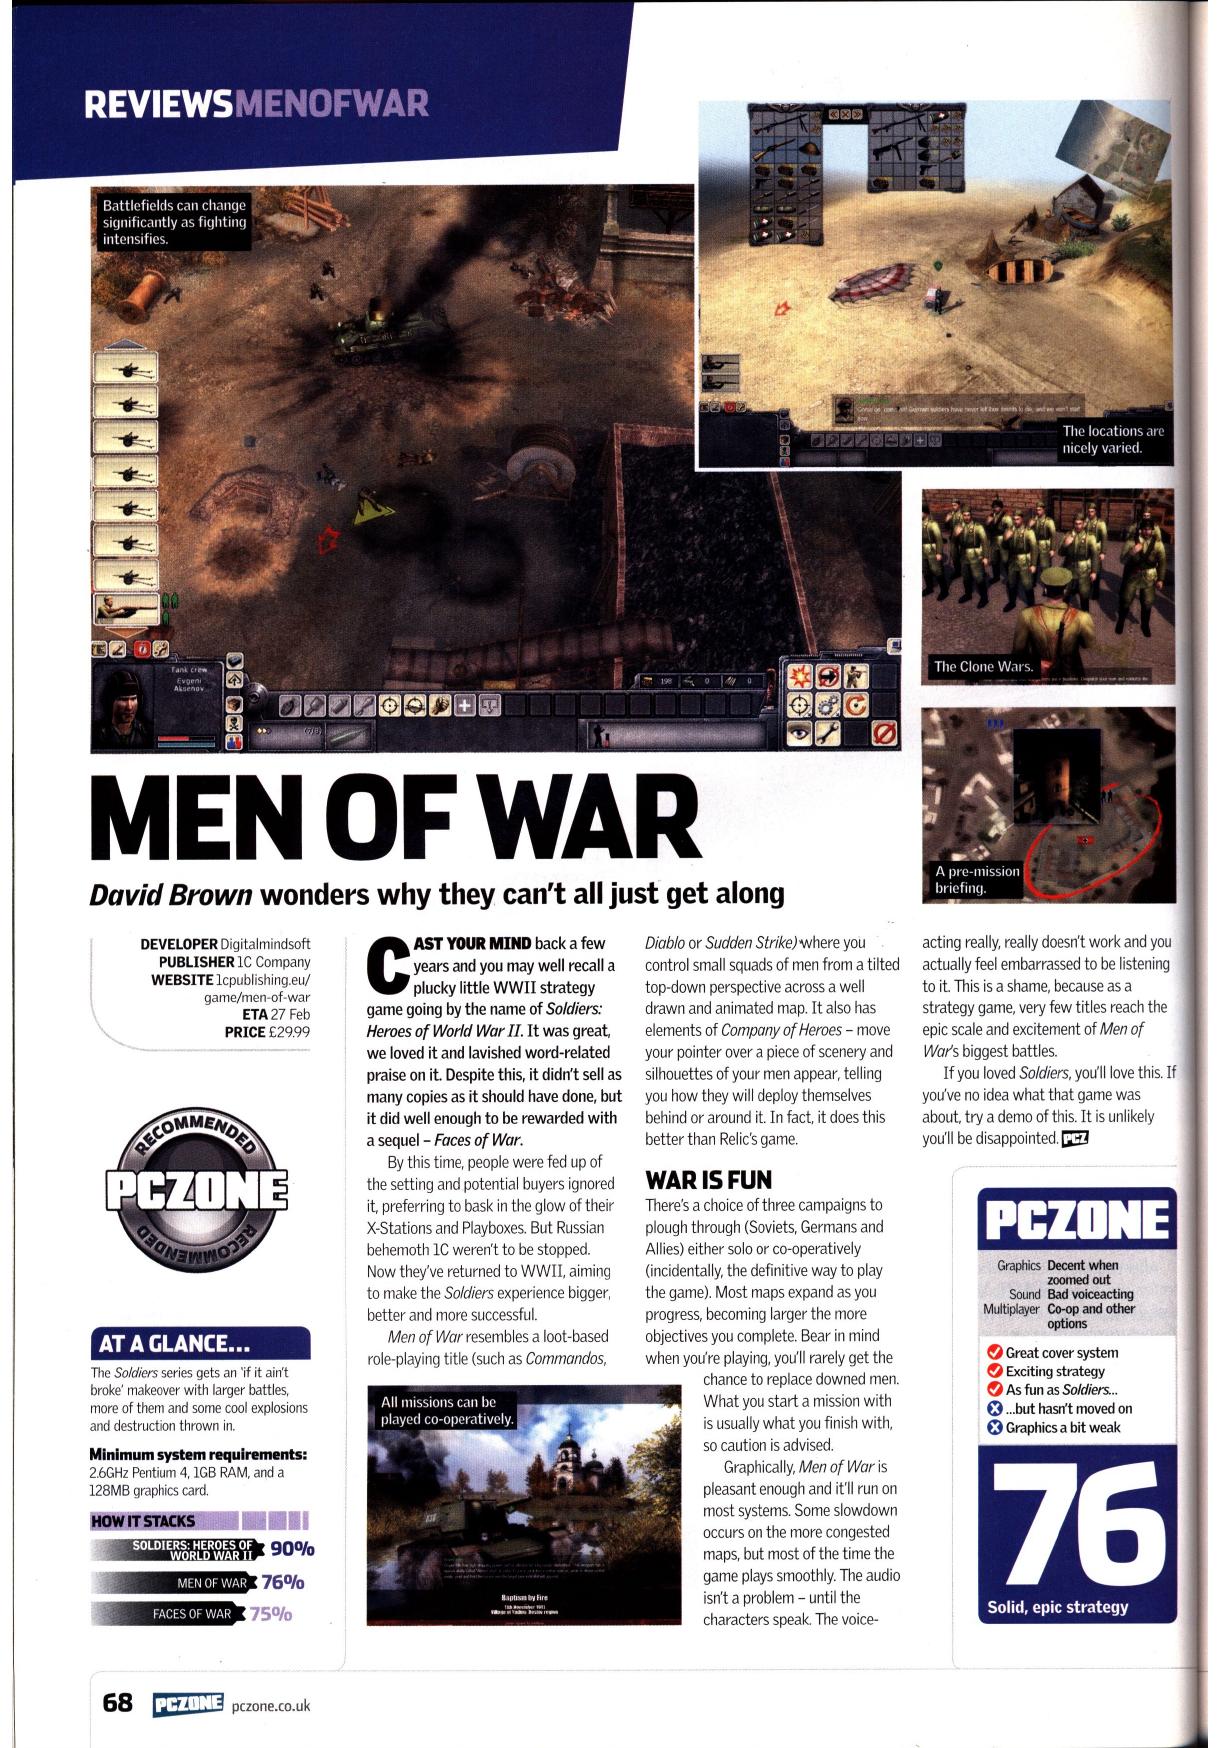 REVIEWSMENOFWAR
Battlefields can change
significantly as fighting
intensifies.
Tank crew
Evgeni
Aksenov
198 0 0
The locations are
nicely varied.
The Clone Wars.
A pre-mission
briefing.
MEN OF WAR
David Brown wonders why they can't all just get along
DEVELOPER Digitalmindsoft
PUBLISHER 1C Company
WEBSITE 1cpublishing.eu/
game/men-of-war
ETA 27 Feb
PRICE £29.99
RECOMMENDED
PCZONE
RECOMMENDED
AT A GLANCE...
The Soldiers series gets an 'if it ain't
broke' makeover with larger battles,
more of them and some cool explosions
and destruction thrown in.
Minimum system requirements:
2.6GHz Pentium 4, 1GB RAM, and a
128MB graphics card.
HOW IT STACKS
SOLDIERS: HEROES OF
WORLD WAR II 90%
MEN OF WAR 76%
FACES OF WAR 75%
CAST YOUR MIND back a few
years and you may well recall a
plucky little WWII strategy
game going by the name of Soldiers:
Heroes of World War II. It was great,
we loved it and lavished word-related
praise on it. Despite this, it didn't sell as
many copies as it should have done, but
it did well enough to be rewarded with
a sequel – Faces of War.
By this time, people were fed up of
the setting and potential buyers ignored
it, preferring to bask in the glow of their
X-Stations and Playboxes. But Russian
behemoth 1C weren't to be stopped.
Now they've returned to WWII, aiming
to make the Soldiers experience bigger,
better and more successful.
Men of War resembles a loot-based
role-playing title (such as Commandos,
All missions can be
played co-operatively.
Baptism by Fire
Diablo or Sudden Strike) where you
control small squads of men from a tilted
top-down perspective across a well
drawn and animated map. It also has
elements of Company of Heroes – move
your pointer over a piece of scenery and
silhouettes of your men appear, telling
you how they will deploy themselves
behind or around it. In fact, it does this
better than Relic's game.
WAR IS FUN
There's a choice of three campaigns to
plough through (Soviets, Germans and
Allies) either solo or co-operatively
(incidentally, the definitive way to play
the game). Most maps expand as you
progress, becoming larger the more
objectives you complete. Bear in mind
when you're playing, you'll rarely get the
chance to replace downed men.
What you start a mission with
is usually what you finish with,
so caution is advised.
Graphically, Men of War is
pleasant enough and it'll run on
most systems. Some slowdown
occurs on the more congested
maps, but most of the time the
game plays smoothly. The audio
isn't a problem – until the
characters speak. The voice-
acting really, really doesn't work and you
actually feel embarrassed to be listening
to it. This is a shame, because as a
strategy game, very few titles reach the
epic scale and excitement of Men of
War's biggest battles.
If you loved Soldiers, you'll love this. If
you've no idea what that game was
about, try a demo of this. It is unlikely
you'll be disappointed. PCZ
PCZONE
Graphics Decent when
zoomed out
Sound Bad voiceacting
Multiplayer Co-op and other
options
Great cover system
Exciting strategy
As fun as Soldiers...
...but hasn't moved on
Graphics a bit weak
76
Solid, epic strategy
68 PCZONE pczone.co.uk